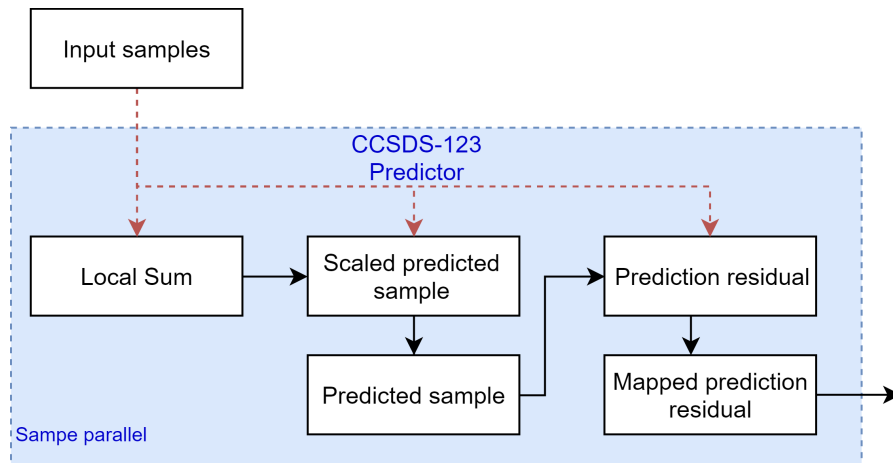 Input samples
CCSDS-123
Predictor
Local Sum
Scaled predicted
sample
Prediction residual
Predicted sample
Mapped prediction
residual
Sampe parallel